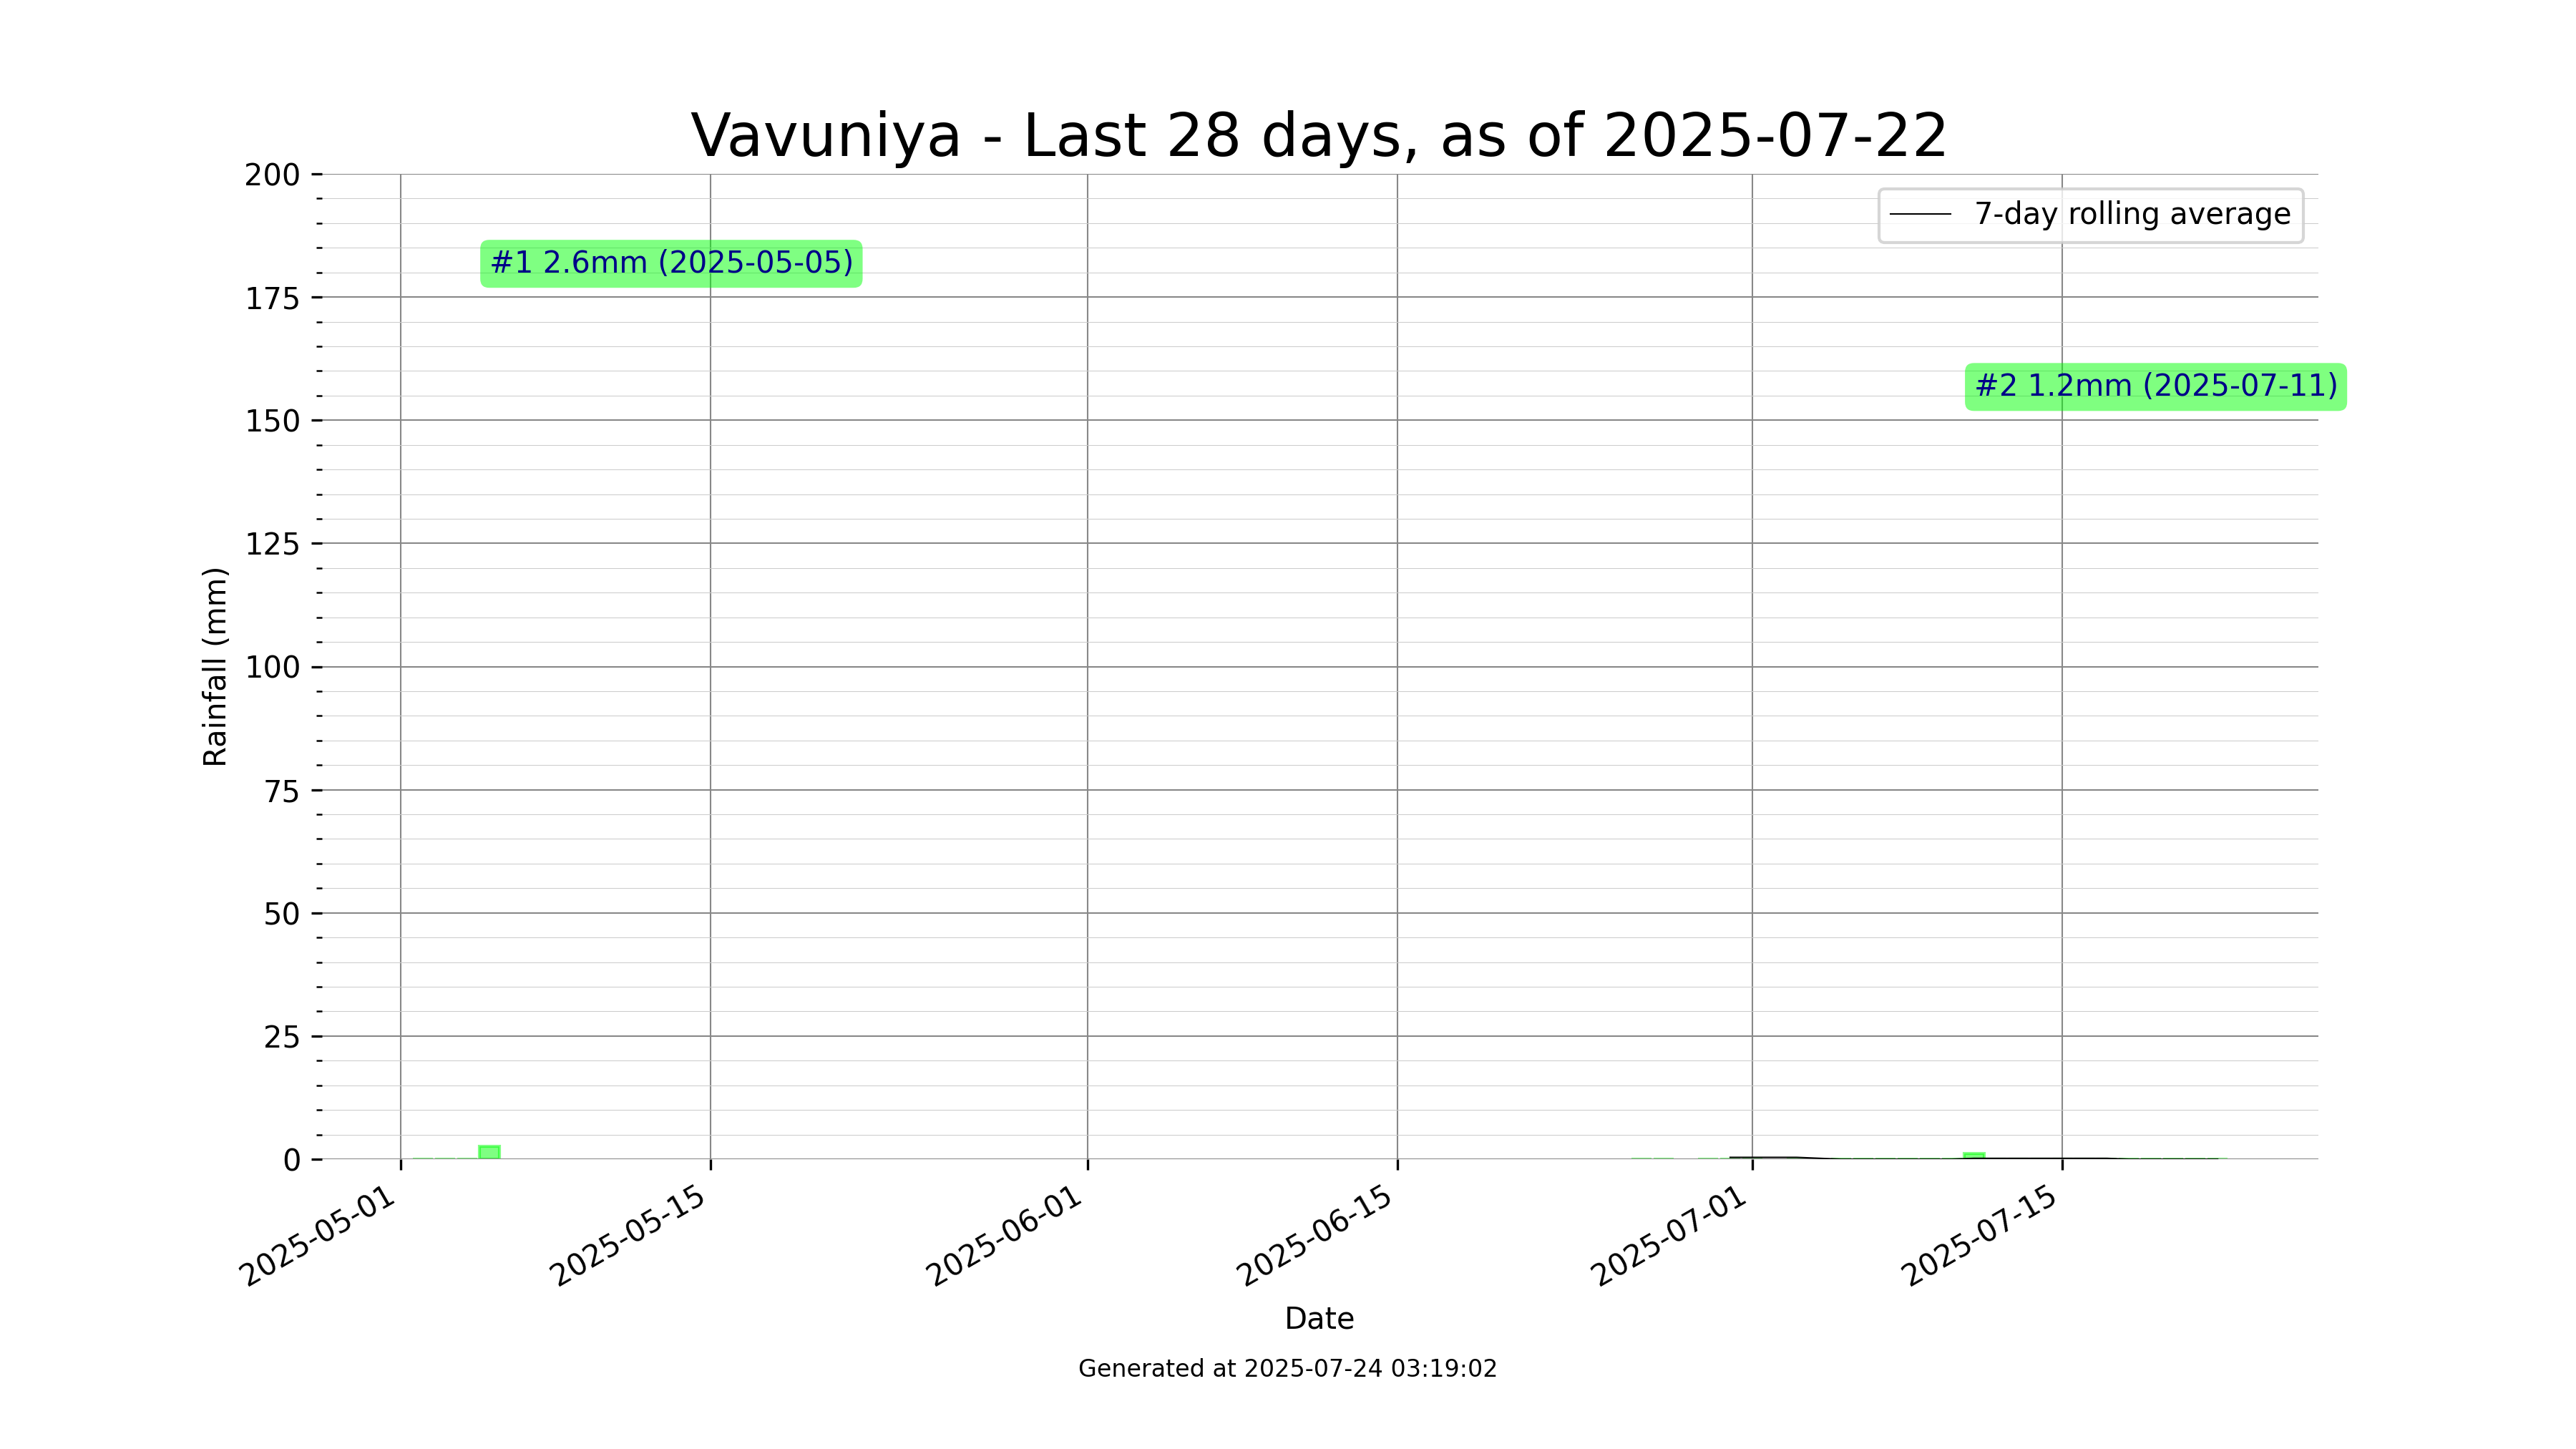 Vavuniya - Last 28 days, as of 2025-07-22
7-day rolling average
#1 2.6mm (2025-05-05)
#2 1.2mm (2025-07-11)
Rainfall (mm)
200
175
150
125
100
75
50
25
0
2025-05-01
2025-05-15
2025-06-01
2025-06-15
2025-07-01
2025-07-15
Date
Generated at 2025-07-24 03:19:02